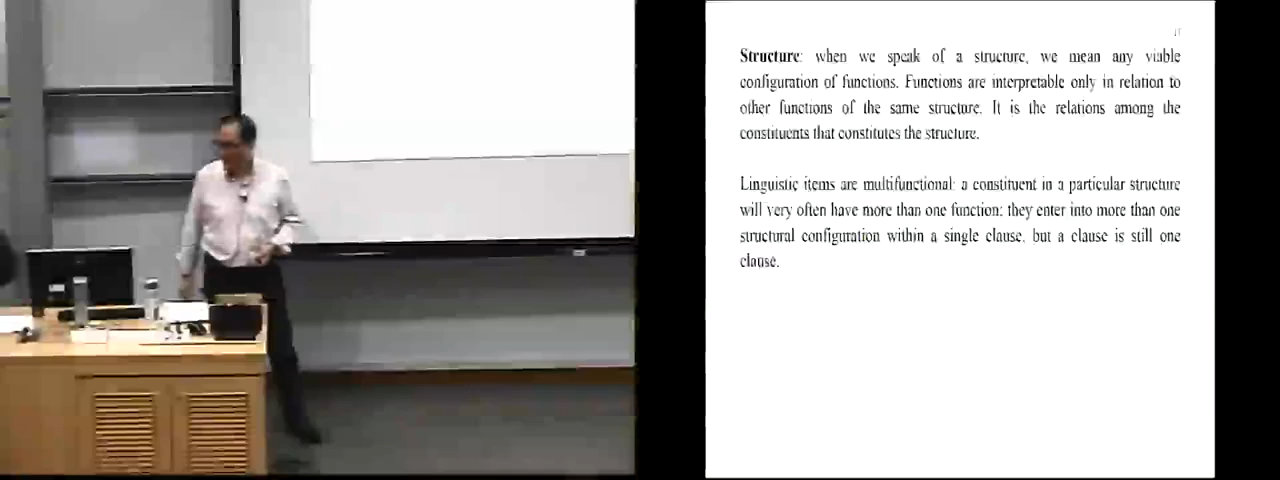 Structure: when we speak of a structure, we mean any viable
configuration of functions. Functions are interpretable only in relation to
other functions of the same structure. It is the relations among the
constituents that constitutes the structure.
Linguistic items are multifunctional: a constituent in a particular structure
will very often have more than one function: they enter into more than one
structural configuration within a single clause, but a clause is still one
clause.